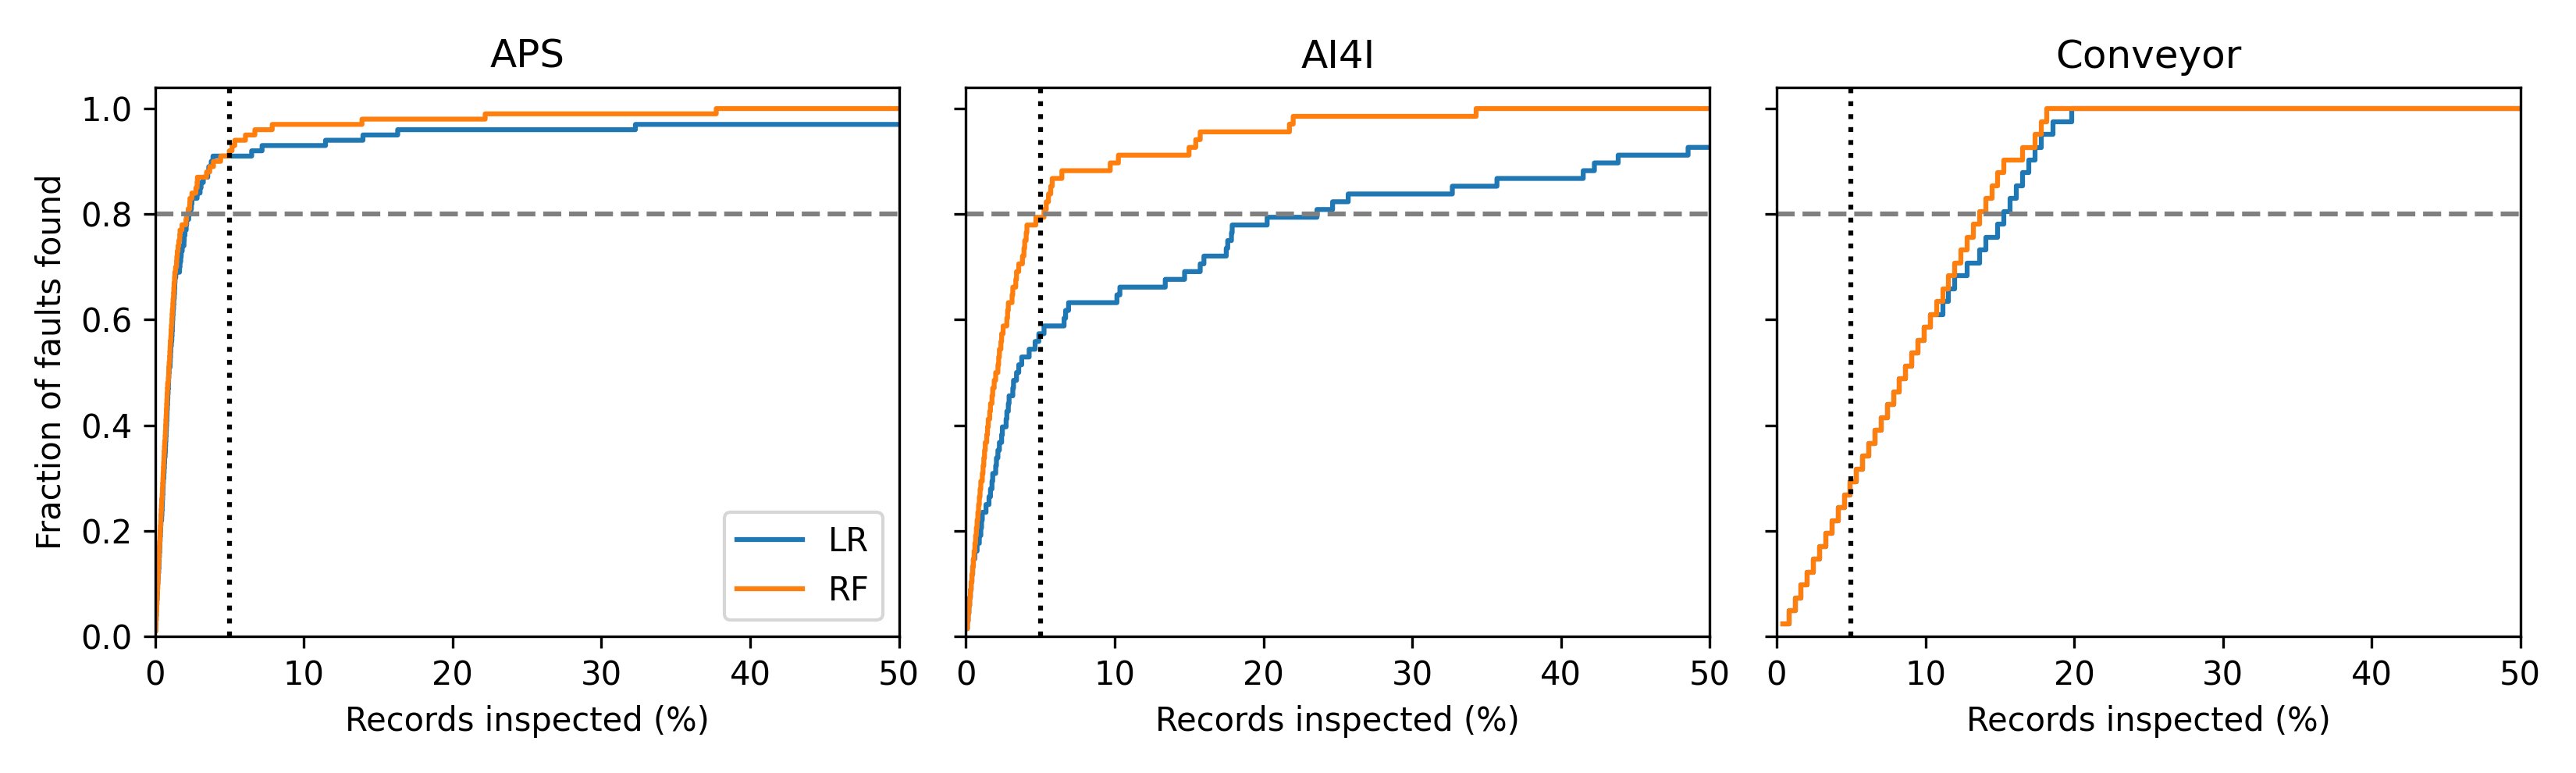 APS
AI4I
Conveyor
Fraction of faults found
1.0
0.8
0.6
0.4
0.2
0.0
LR
RF
0 10 20 30 40 50
0 10 20 30 40 50
0 10 20 30 40 50
Records inspected (%)
Records inspected (%)
Records inspected (%)